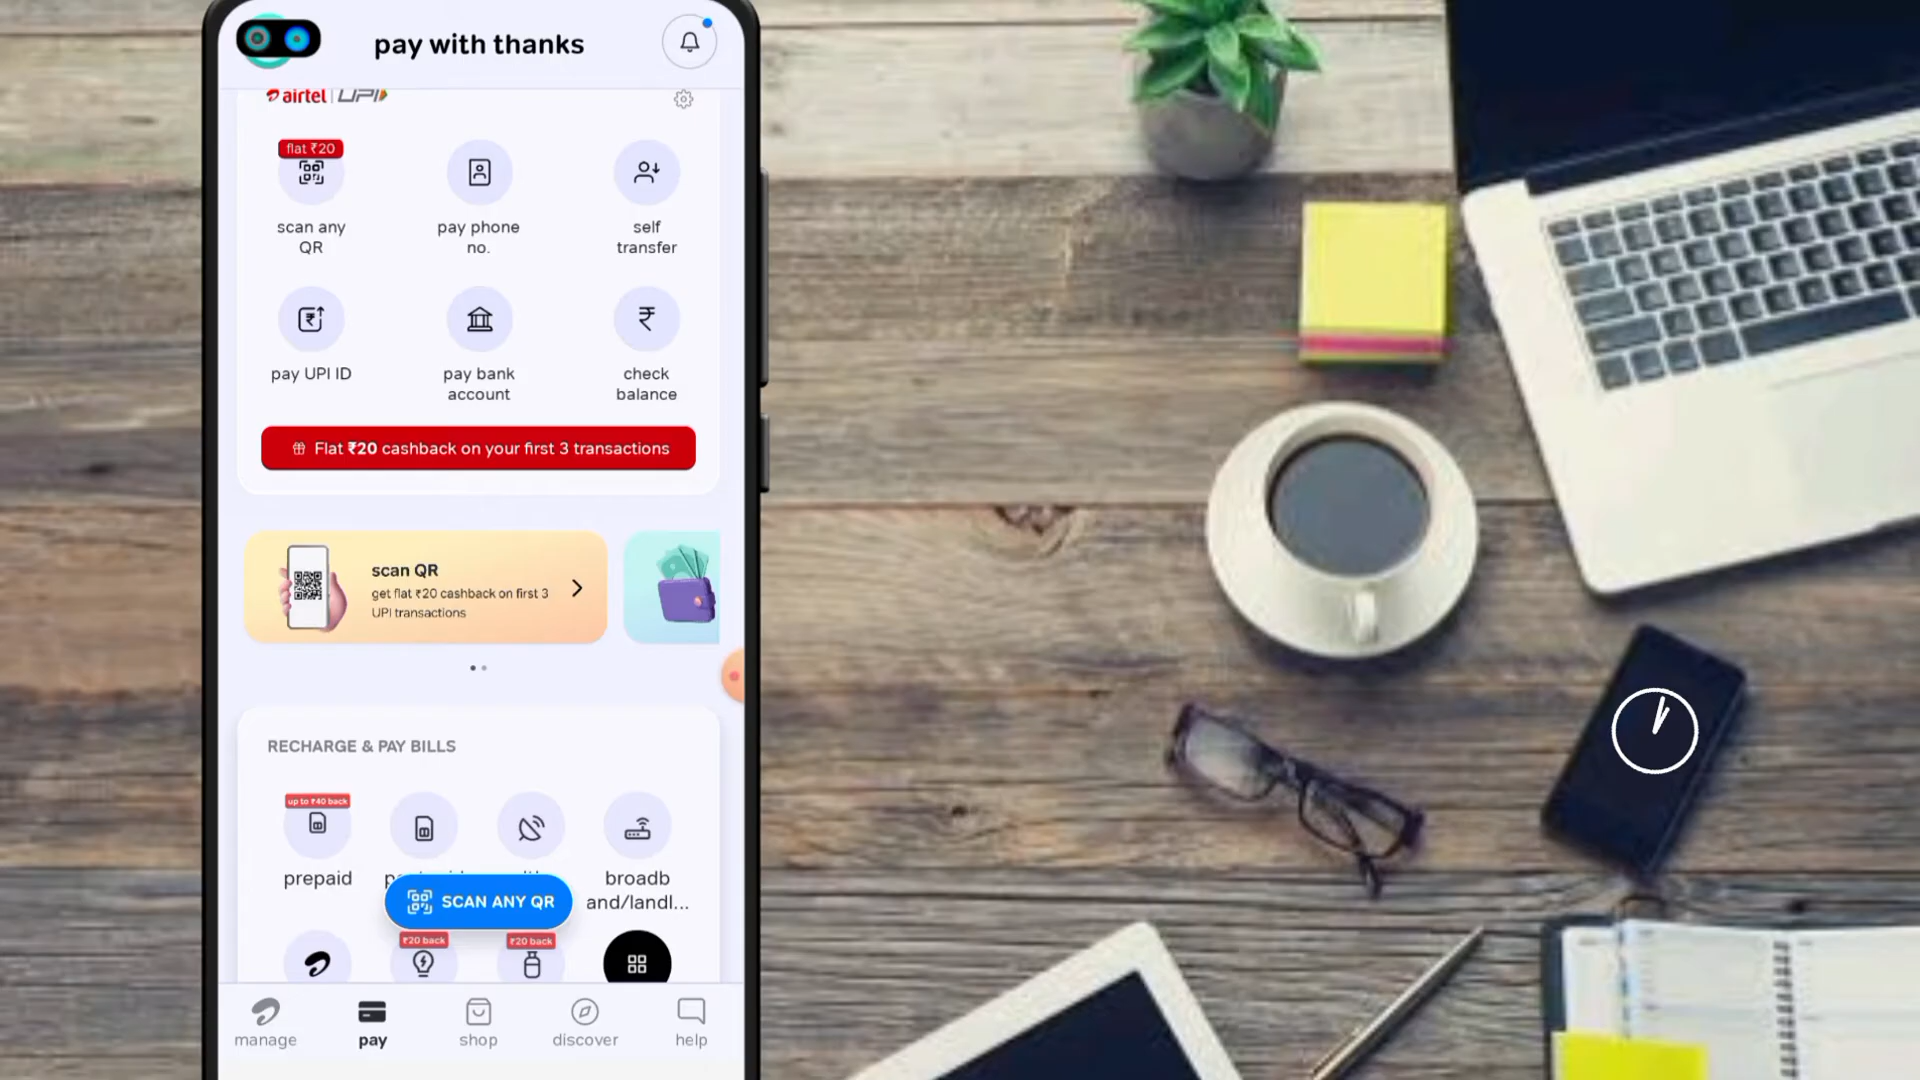 pay with thanks
airtel | UPI
flat ₹20
scan any
QR
pay phone
no.
self
transfer
pay UPI ID
pay bank
account
check
balance
Flat ₹20 cashback on your first 3 transactions
scan QR
get flat ₹20 cashback on first 3
UPI transactions
RECHARGE & PAY BILLS
up to ₹40 back
prepaid
broadb
and/landl...
SCAN ANY QR
₹20 back
₹20 back
manage
pay
shop
discover
help